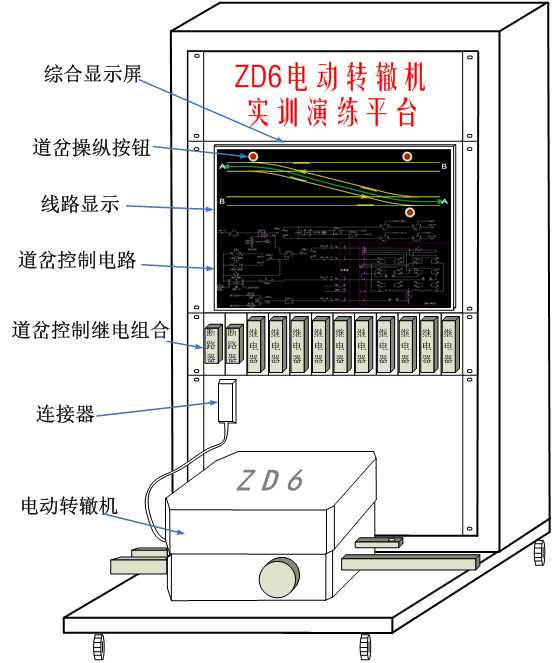 ZD6电动转辙机
实训演练平台
综合显示屏
道岔操纵按钮
线路显示
道岔控制电路
道岔控制继电组合
连接器
电动转辙机
A
B
B
A
断路器
断路器
继电器
继电器
继电器
继电器
继电器
继电器
继电器
继电器
继电器
继电器
ZD6